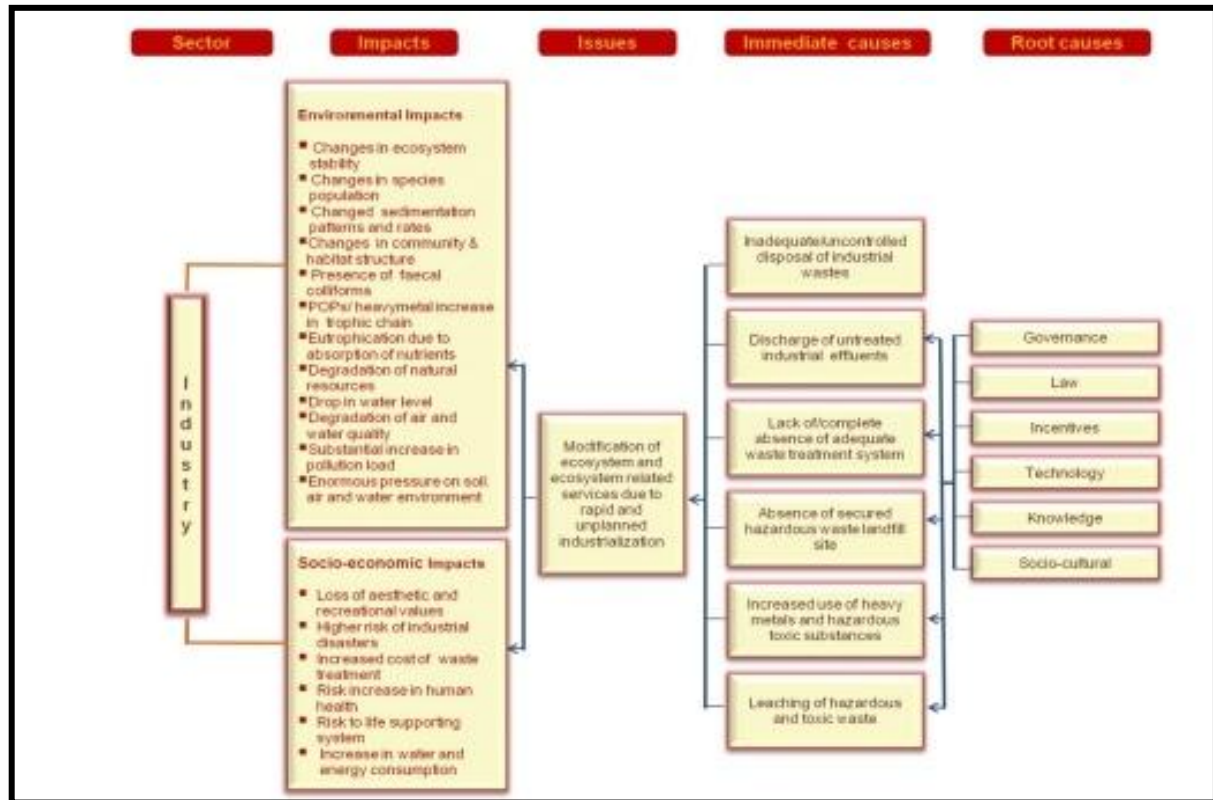 Sector
Impacts
Issues
Immediate causes
Root causes
Industry
Environmental Impacts
▪ Changes in ecosystem
stability
▪ Changes in species
population
▪ Changed sedimentation
patterns and rates
▪ Changes in community &
habitat structure
▪ Presence of faecal
colliforms
▪ POPs/ heavymetal increase
in trophic chain
▪ Eutrophication due to
absorption of nutrients
▪ Degradation of natural
resources
▪ Drop in water level
▪ Degradation of air and
water quality
▪ Substantial increase in
pollution load
▪ Enormous pressure on soil,
air and water environment
Socio-economic Impacts
▪ Loss of aesthetic and
recreational values
▪ Higher risk of industrial
disasters
▪ Increased cost of waste
treatment
▪ Risk increase in human
health
▪ Risk to life supporting
system
▪ Increase in water and
energy consumption
Modification of
ecosystem and
ecosystem related
services due to
rapid and
unplanned
industrialization
Inadequate/uncontrolled
disposal of industrial
wastes
Discharge of untreated
industrial effluents
Lack of/complete
absence of adequate
waste treatment system
Absence of secured
hazardous waste landfill
site
Increased use of heavy
metals and hazardous
toxic substances
Leaching of hazardous
and toxic waste
Governance
Law
Incentives
Technology
Knowledge
Socio-cultural